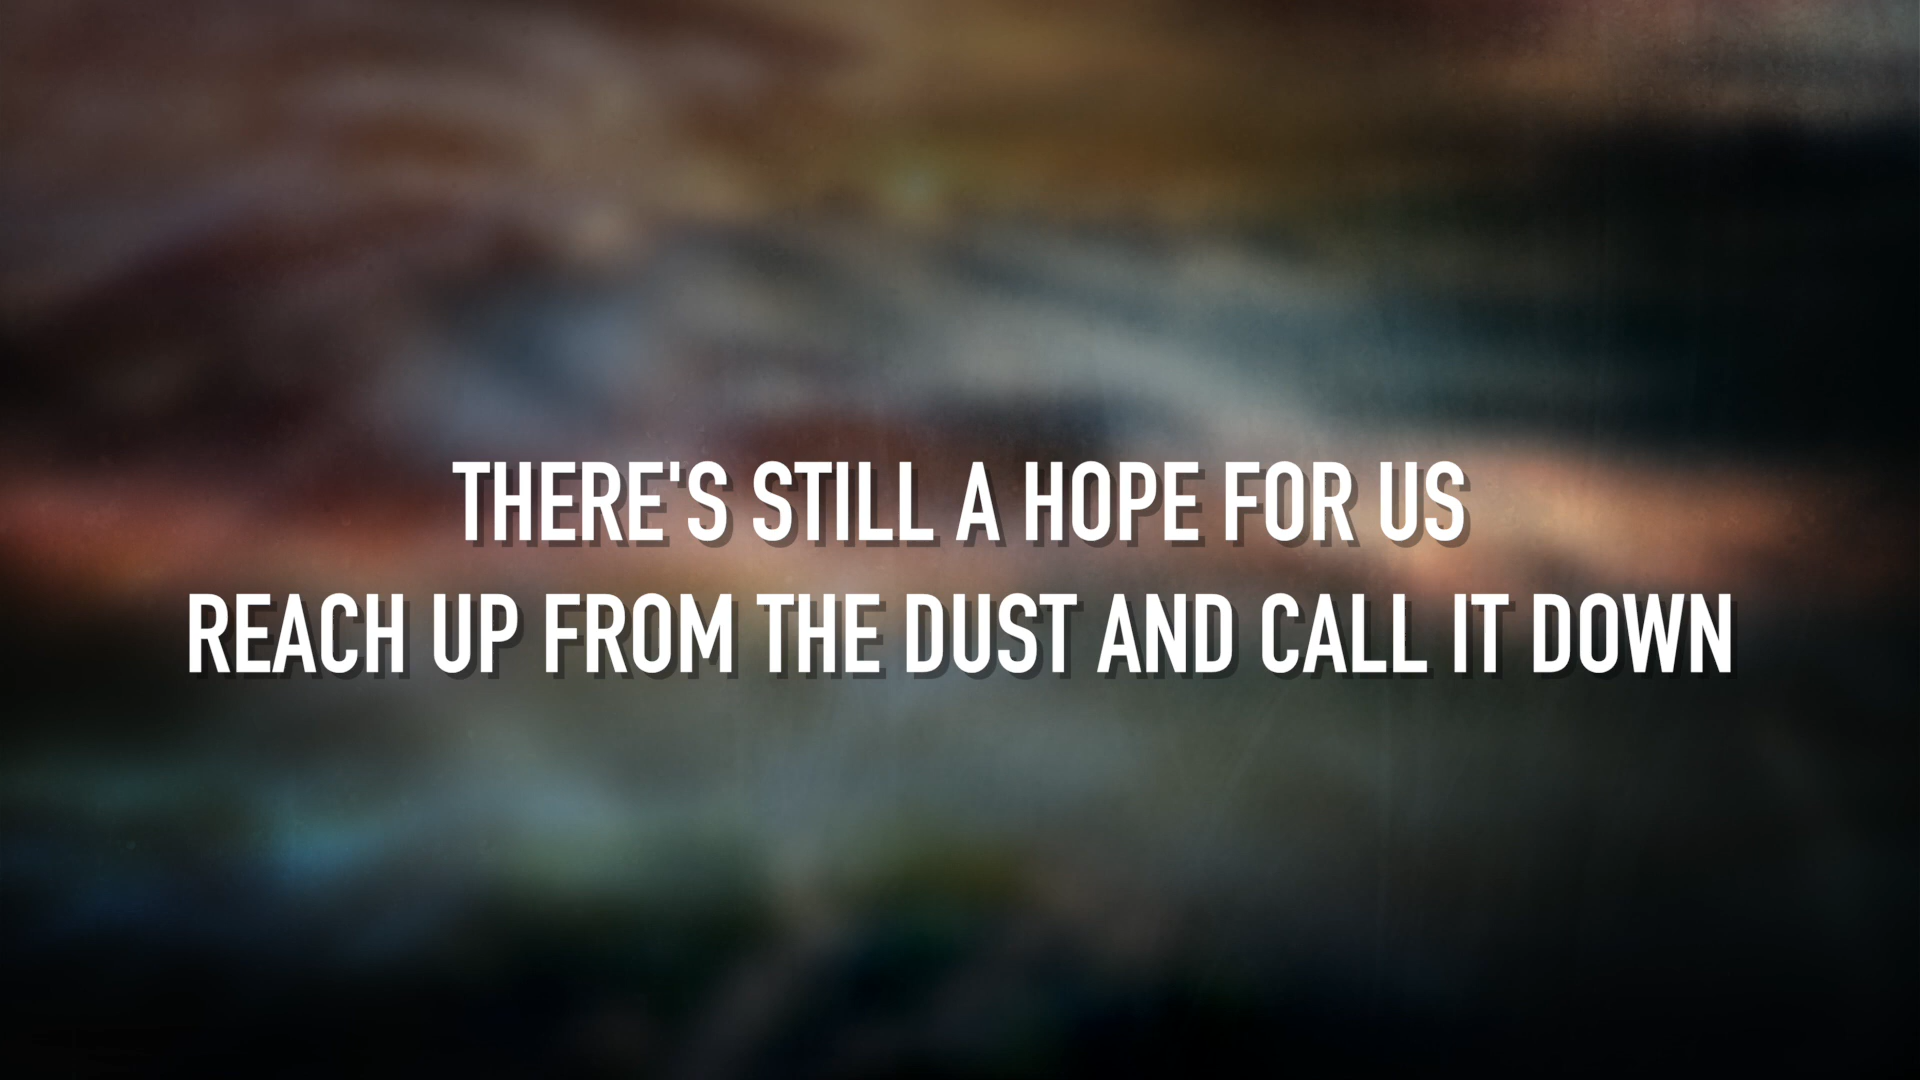 THERE'S STILL A HOPE FOR US
REACH UP FROM THE DUST AND CALL IT DOWN